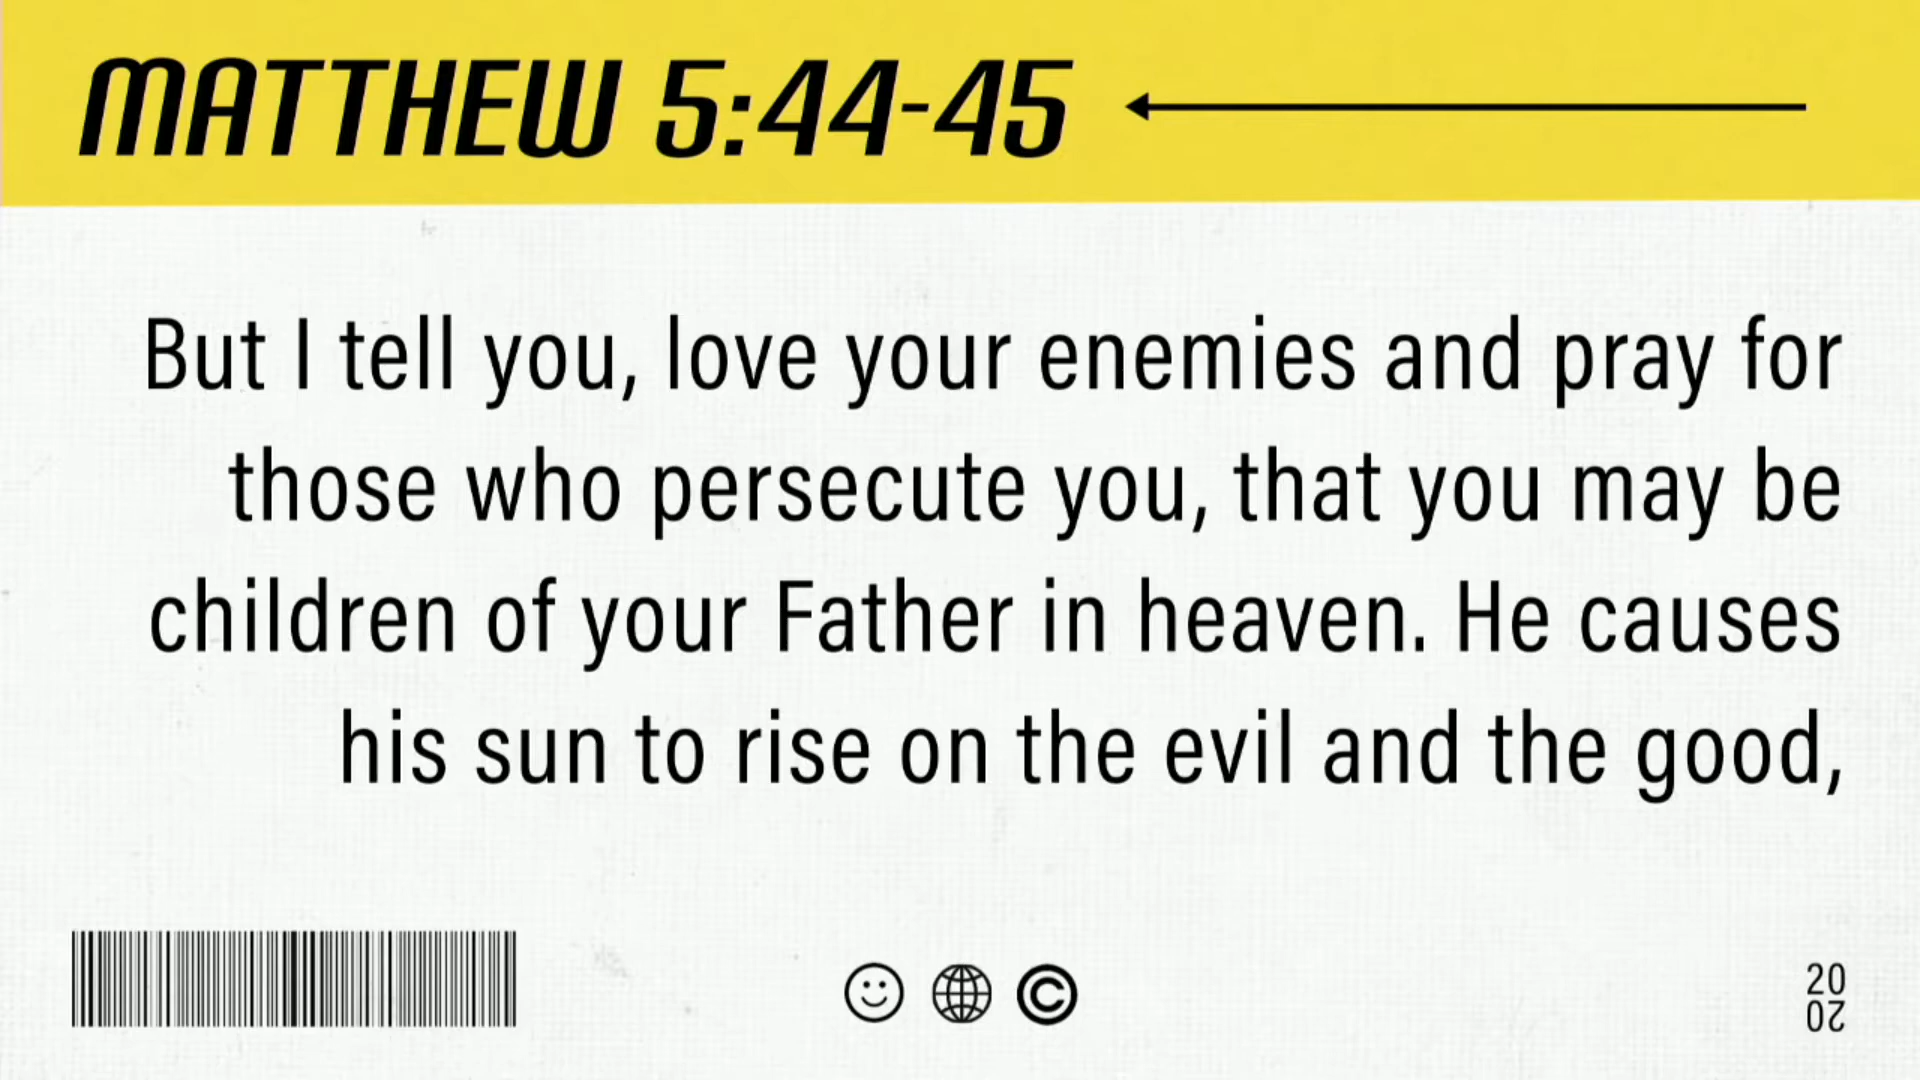 MATTHEW 5:44-45
But I tell you, love your enemies and pray for
those who persecute you, that you may be
children of your Father in heaven. He causes
his sun to rise on the evil and the good,
©
20
20